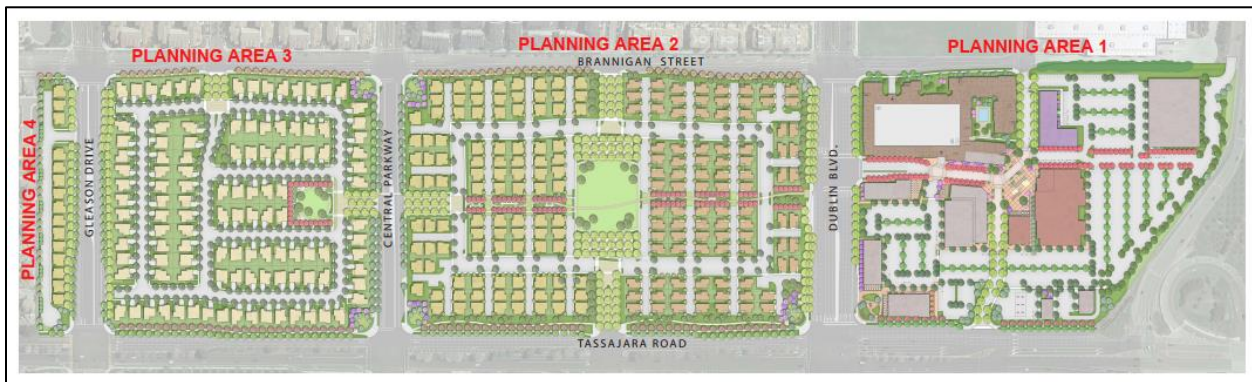 PLANNING AREA 3
PLANNING AREA 2
PLANNING AREA 1
BRANNIGAN STREET
PLANNING AREA 4
GLEASON DRIVE
CENTRAL PARKWAY
DUBLIN BLVD.
TASSAJARA ROAD